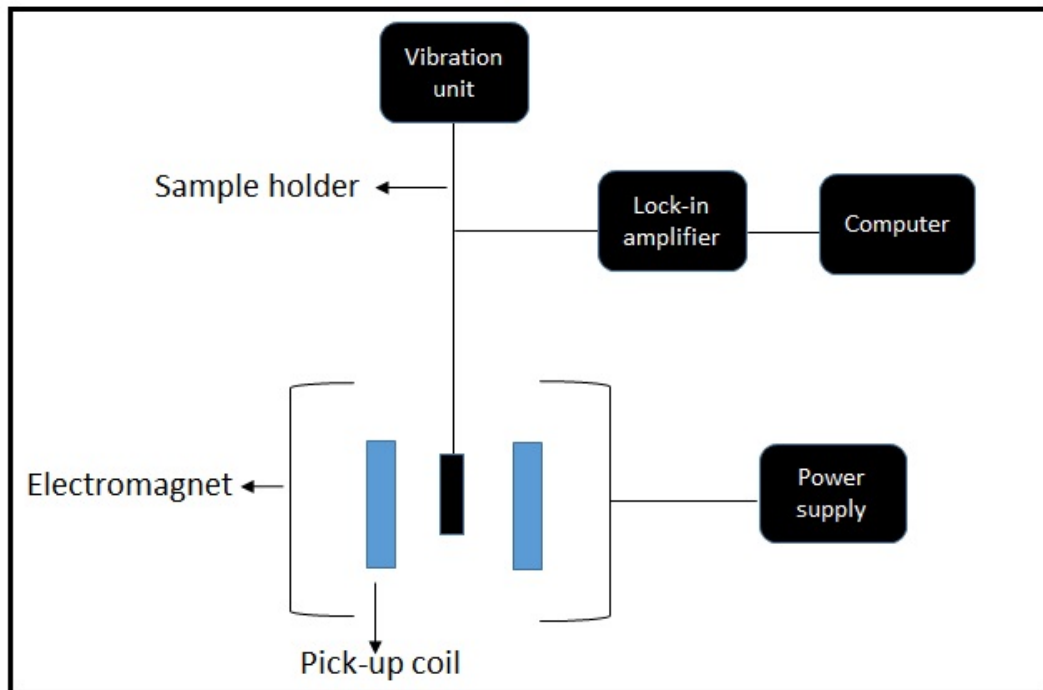 Vibration
unit
Sample holder
Lock-in
amplifier
Computer
Electromagnet
Power
supply
Pick-up coil